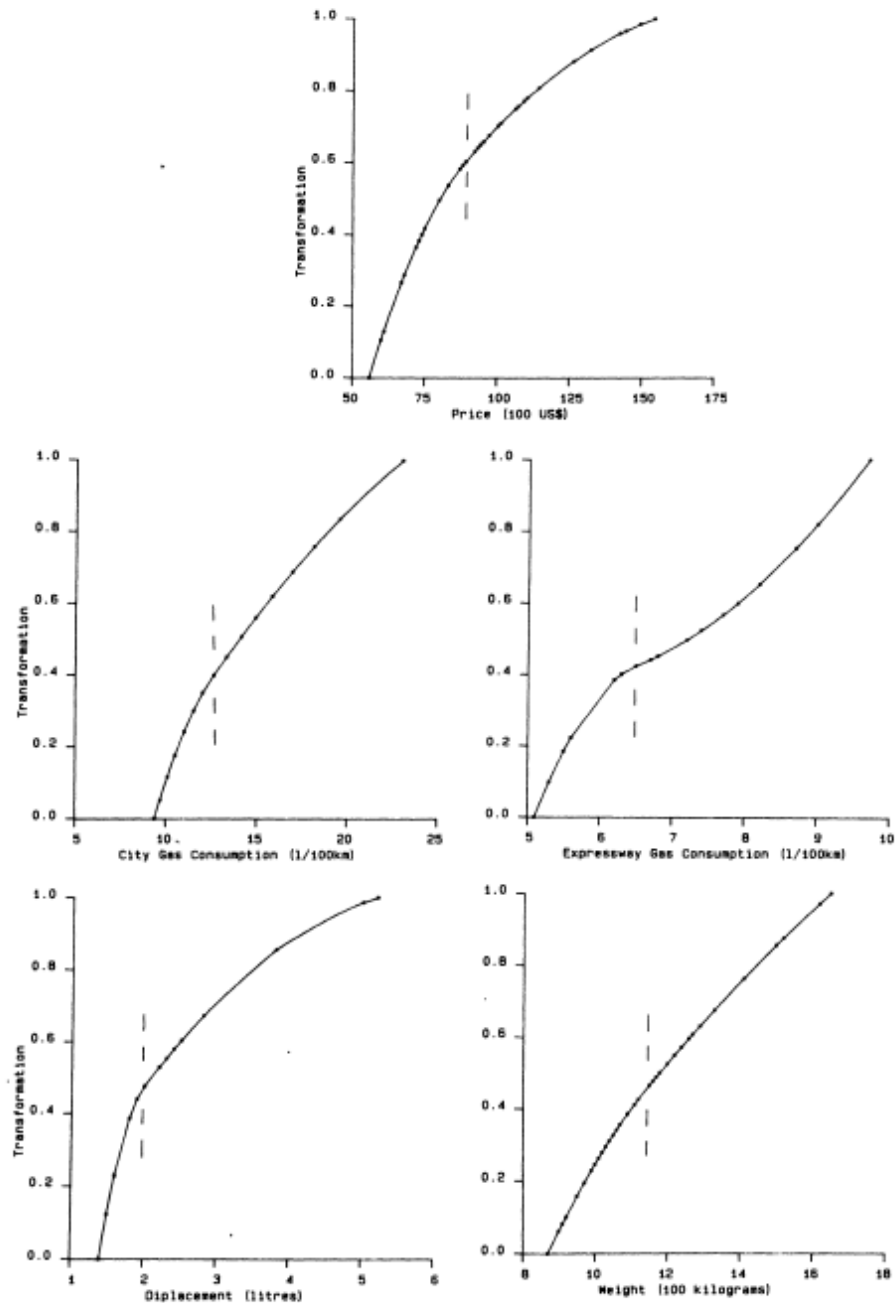 1.0
0.8
0.6
0.4
0.2
0.0
Transformation
50 75 100 125 150 175
Price (100 US$)
1.0
0.8
0.6
0.4
0.2
0.0
Transformation
5 10 15 20 25
City Gas Consumption (l/100km)
1.0
0.8
0.6
0.4
0.2
0.0
5 6 7 8 9 10
Expressway Gas Consumption (l/100km)
1.0
0.8
0.6
0.4
0.2
0.0
Transformation
1 2 3 4 5 6
Diplacement (litres)
1.0
0.8
0.6
0.4
0.2
0.0
8 10 12 14 16 18
Weight (100 kilograms)